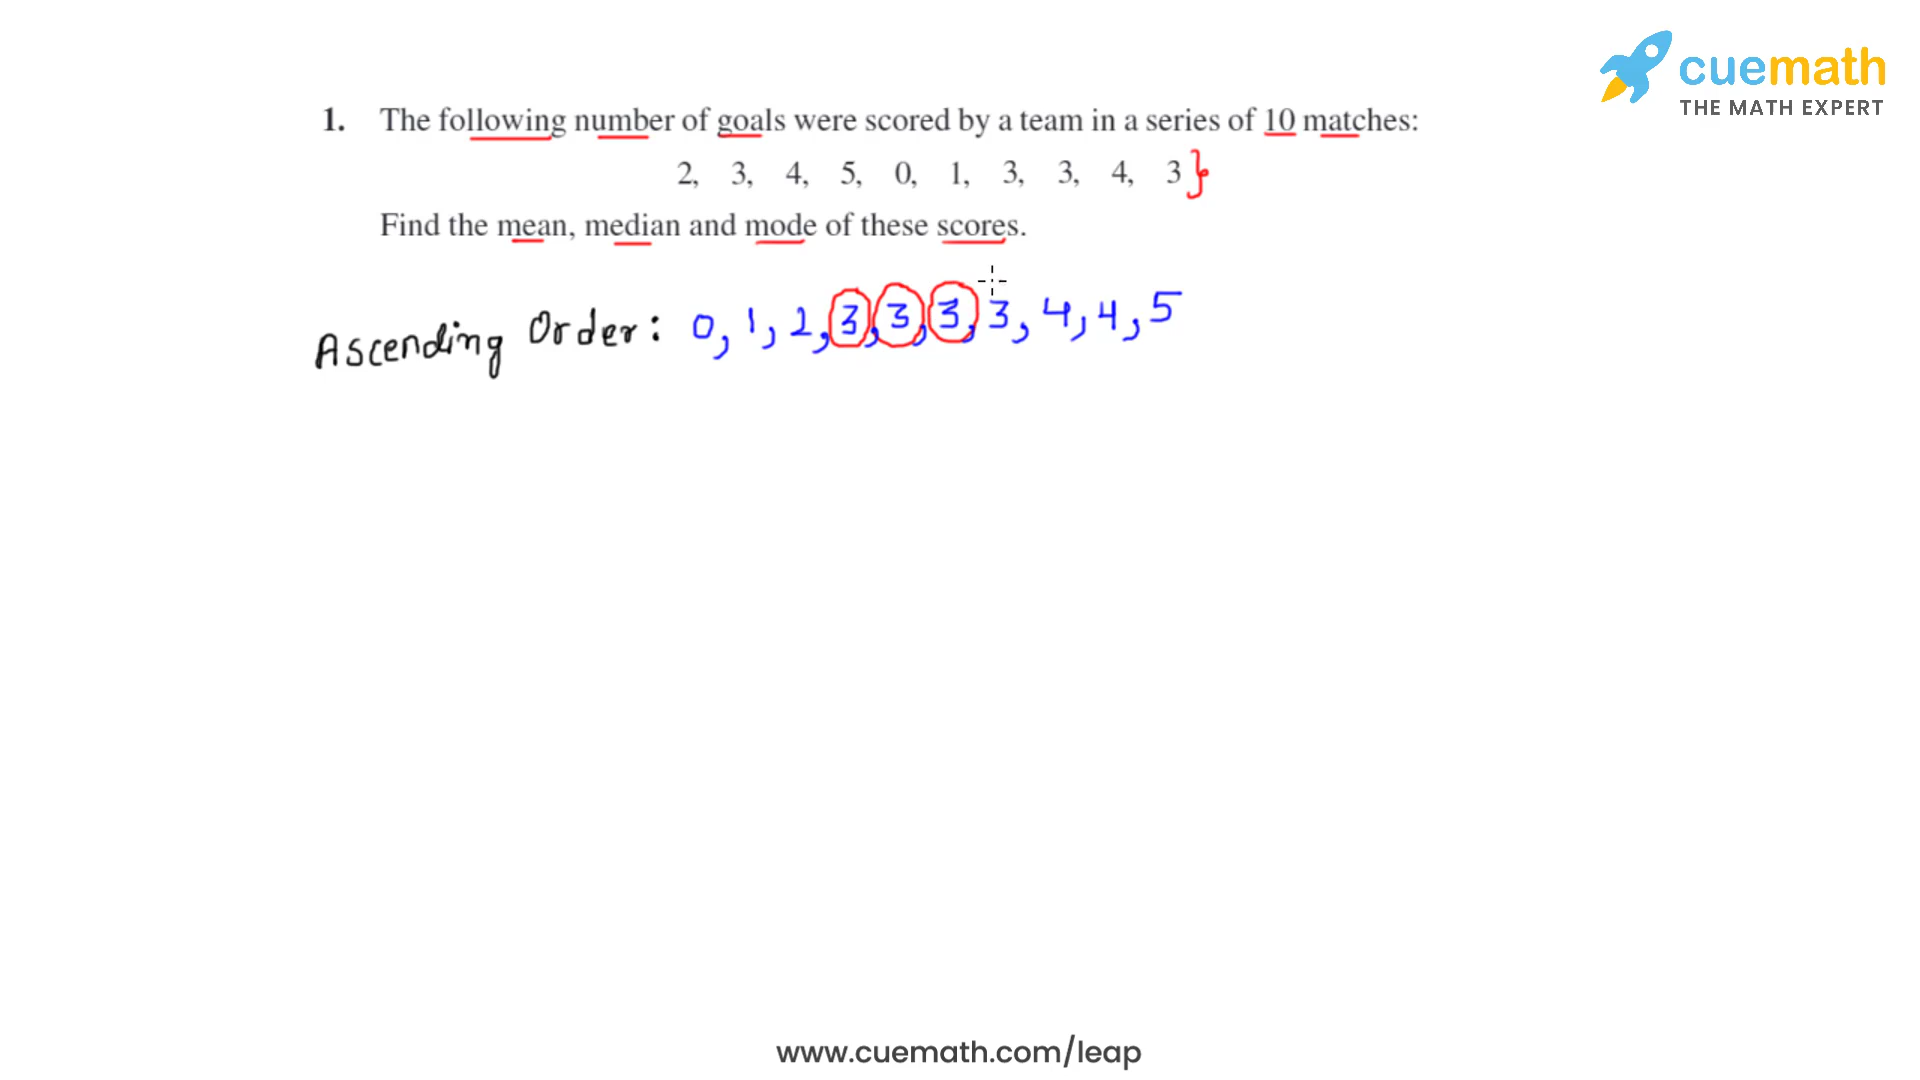 cuemath
THE MATH EXPERT
1. The following number of goals were scored by a team in a series of 10 matches:
2, 3, 4, 5, 0, 1, 3, 3, 4, 3}
Find the mean, median and mode of these scores.
Ascending Order: 0, 1, 2, 3, 3, 3, 3, 4, 4, 5
www.cuemath.com/leap